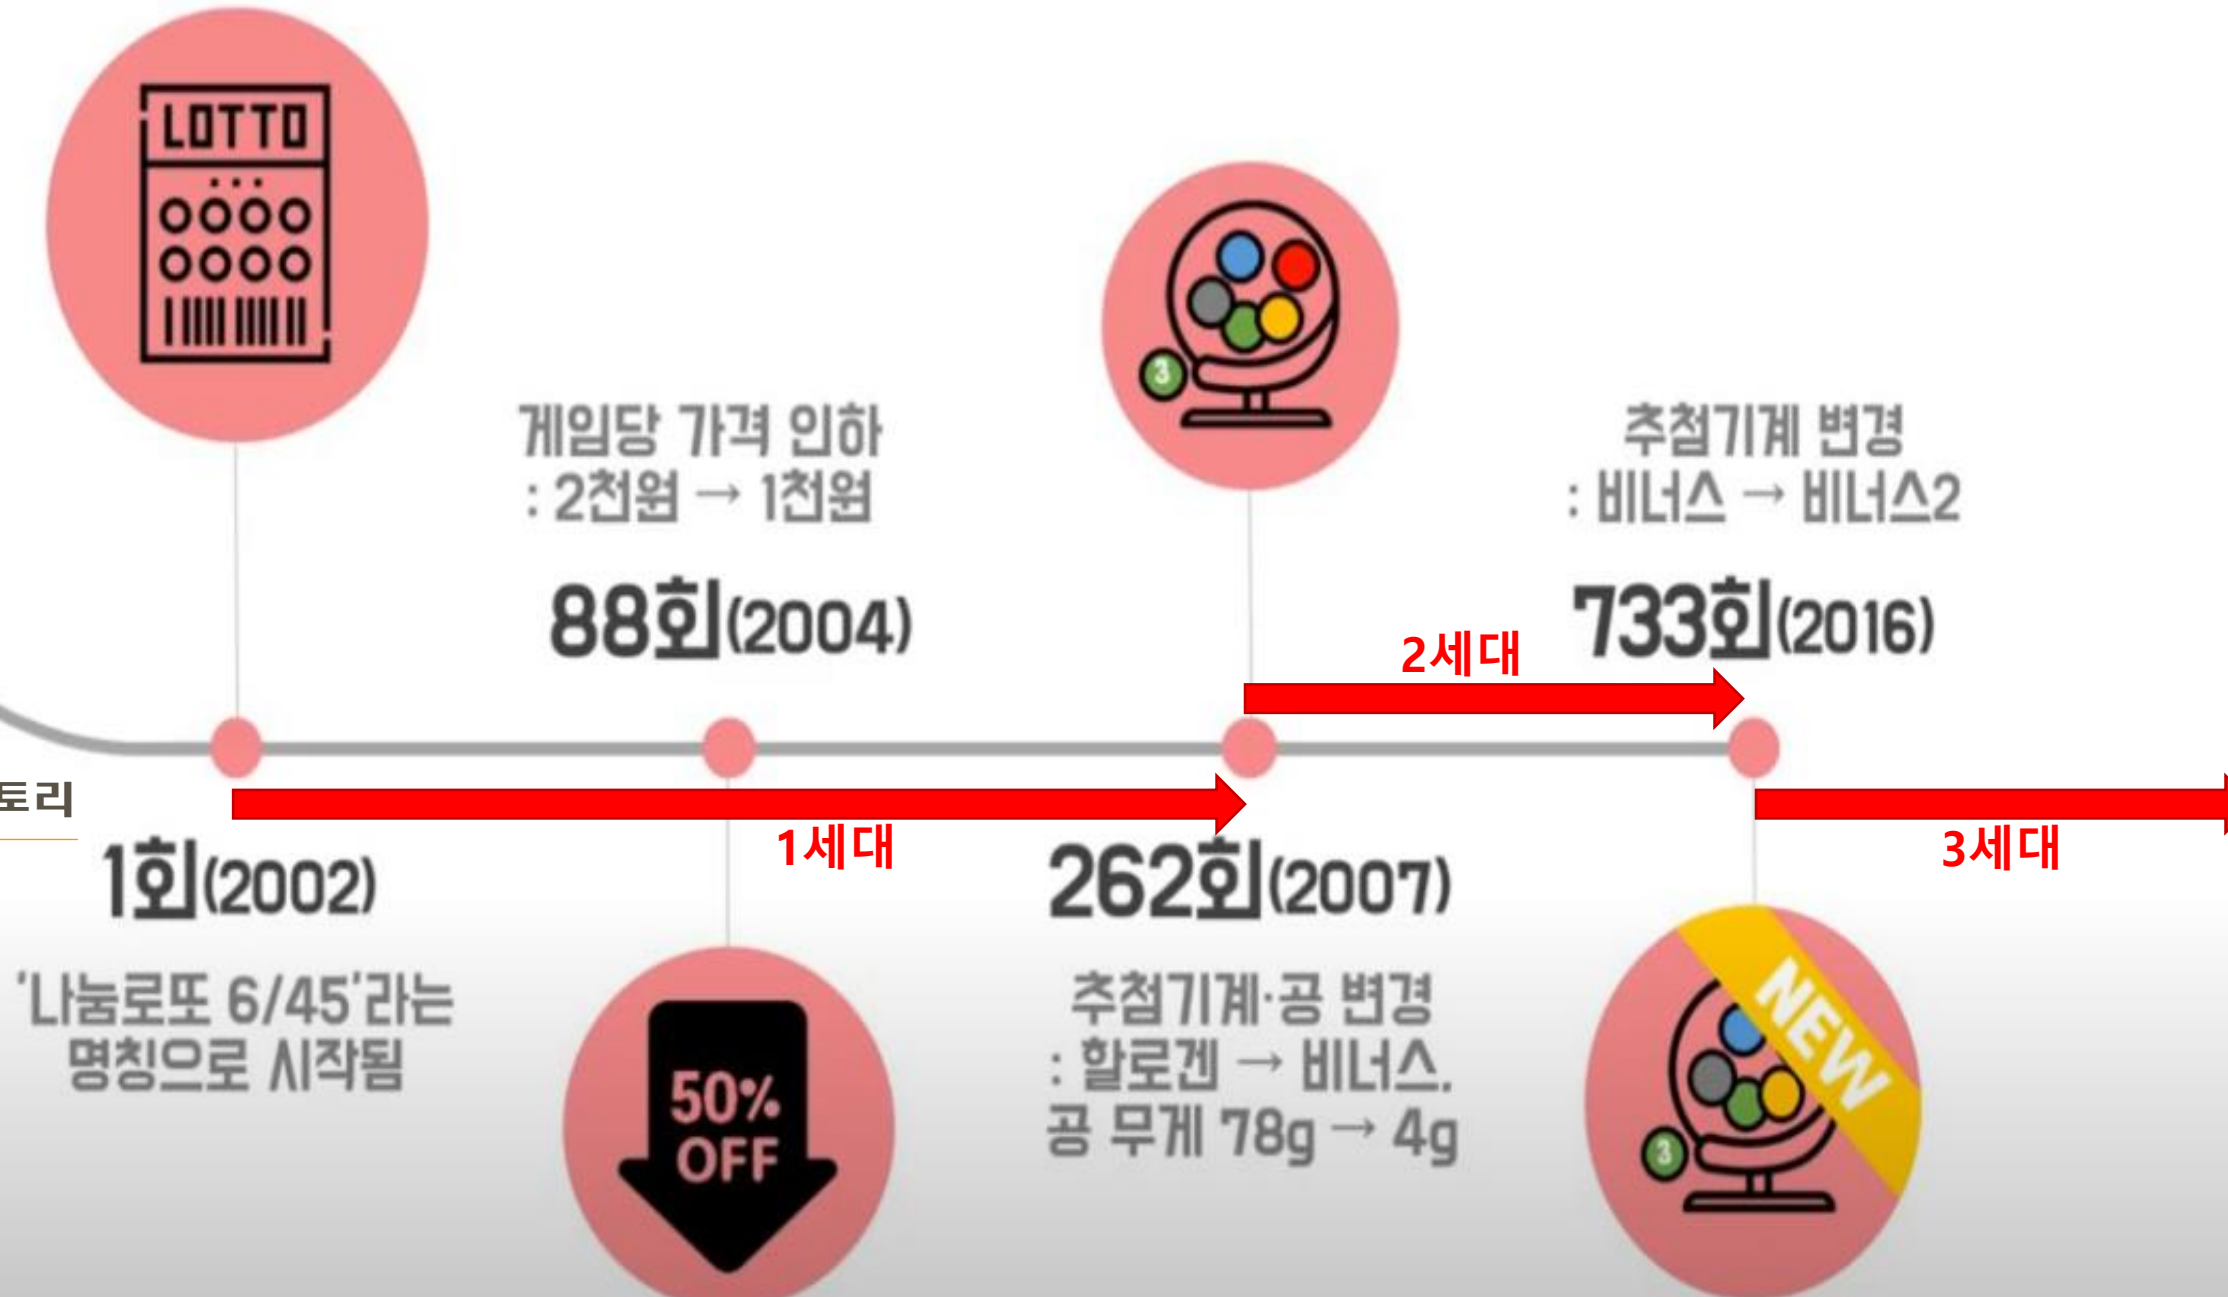 LOTTO
게임당 가격 인하
: 2천원 → 1천원
88회(2004)
추첨기계 변경
: 비너스 → 비너스2
733회(2016)
2세대
3
토리
1세대
3세대
1회(2002)
'나눔로또 6/45'라는
명칭으로 시작됨
50%
OFF
262회(2007)
추첨기계·공 변경
: 할로겐 → 비너스,
공 무게 78g → 4g
NEW
3